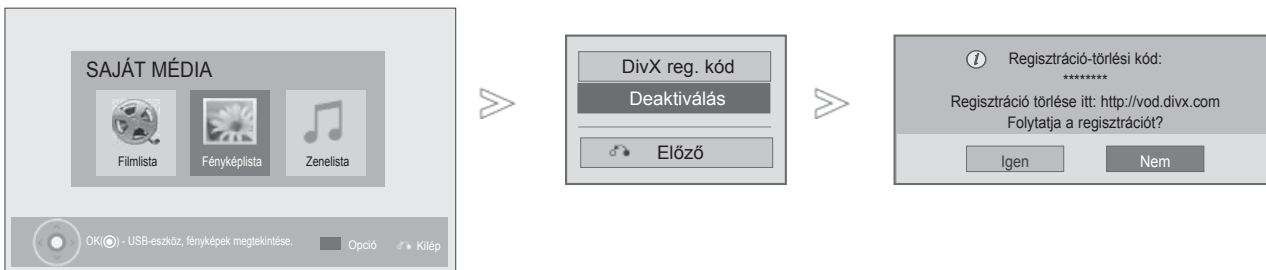 SAJÁT MÉDIA
Filmlista
Fényképlista
Zenelista
OK(◉) - USB-eszköz, fényképek megtekintése.
Opció
Kilép
DivX reg. kód
Deaktiválás
Előző
Regisztráció-törlési kód:
********
Regisztráció törlése itt: http://vod.divx.com
Folytatja a regisztrációt?
Igen
Nem